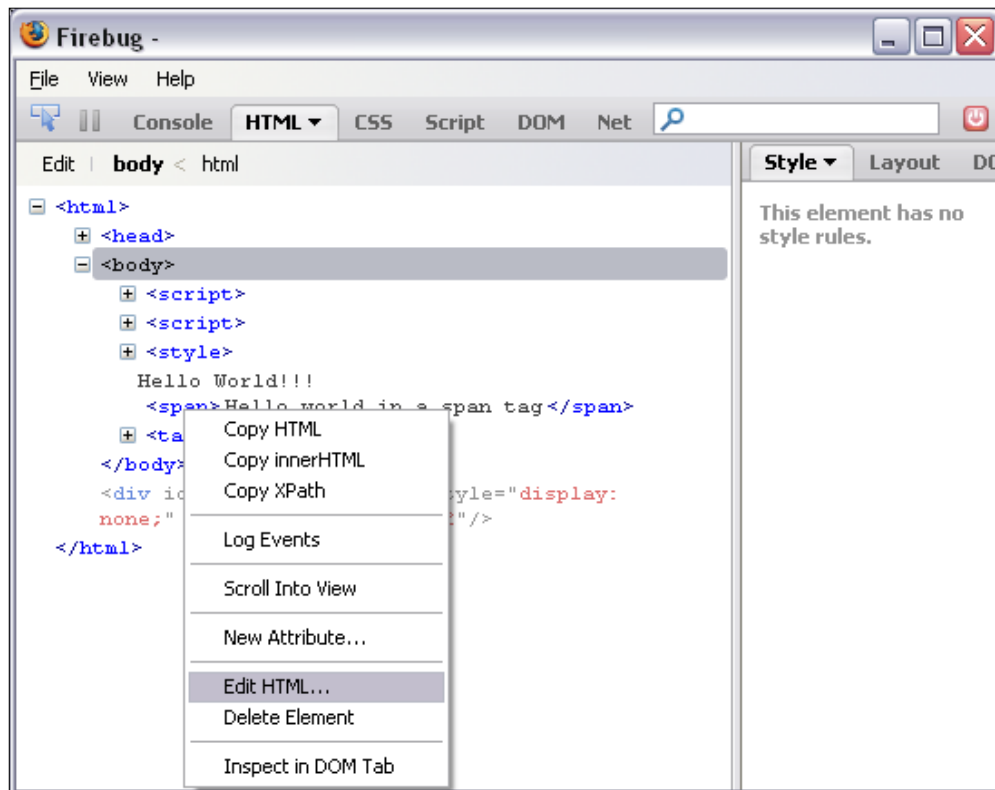 Firebug -
File View Help
Console HTML CSS Script DOM Net
Edit | body < html
Style Layout DO
This element has no
style rules.
<html>
<head>
<body>
<script>
<script>
<style>
Hello World!!!
<span>Hello world in a span tag</span>
<ta
</body>
<div id yle="display:
none;" "/>
</html>
Copy HTML
Copy innerHTML
Copy XPath
Log Events
Scroll Into View
New Attribute...
Edit HTML...
Delete Element
Inspect in DOM Tab